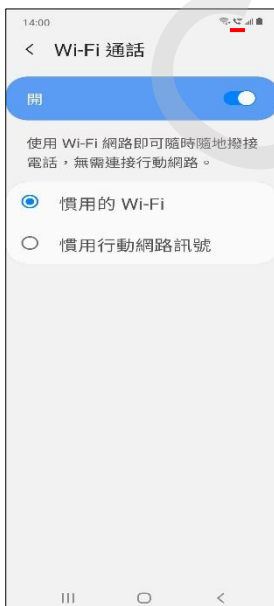 14:00
Wi-Fi 通話
開
使用 Wi-Fi 網路即可隨時隨地撥接
電話，無需連接行動網路。
慣用的 Wi-Fi
慣用行動網路訊號